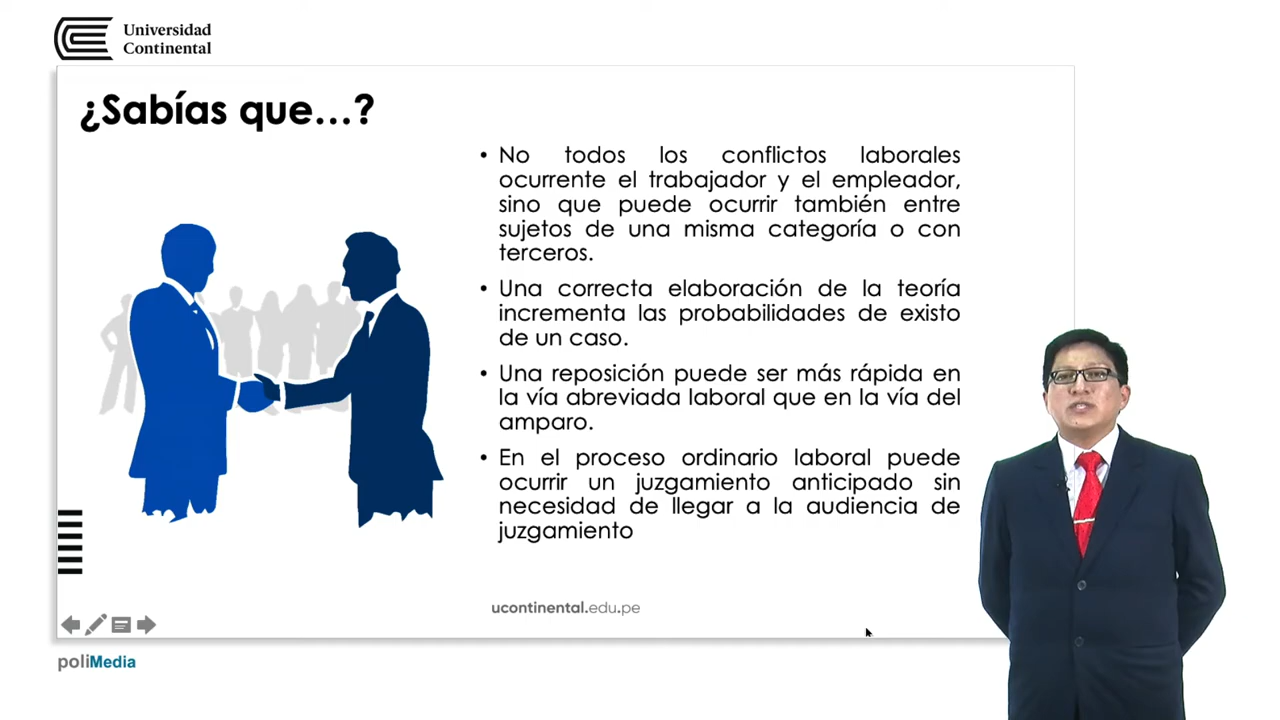 Universidad
Continental
¿Sabías que...?
• No todos los conflictos laborales
ocurrente el trabajador y el empleador,
sino que puede ocurrir también entre
sujetos de una misma categoría o con
terceros.
• Una correcta elaboración de la teoría
incrementa las probabilidades de existo
de un caso.
• Una reposición puede ser más rápida en
la vía abreviada laboral que en la vía del
amparo.
• En el proceso ordinario laboral puede
ocurrir un juzgamiento anticipado sin
necesidad de llegar a la audiencia de
juzgamiento
ucontinental.edu.pe
poliMedia